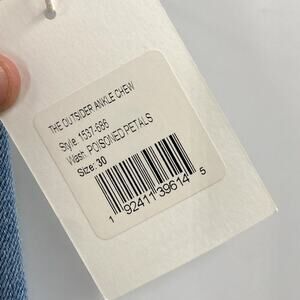 THE OUTSIDER ANKLE CHEW
Style: 1537-686
Wash: POISONED PETALS
Size: 30
1 92411 39614 5